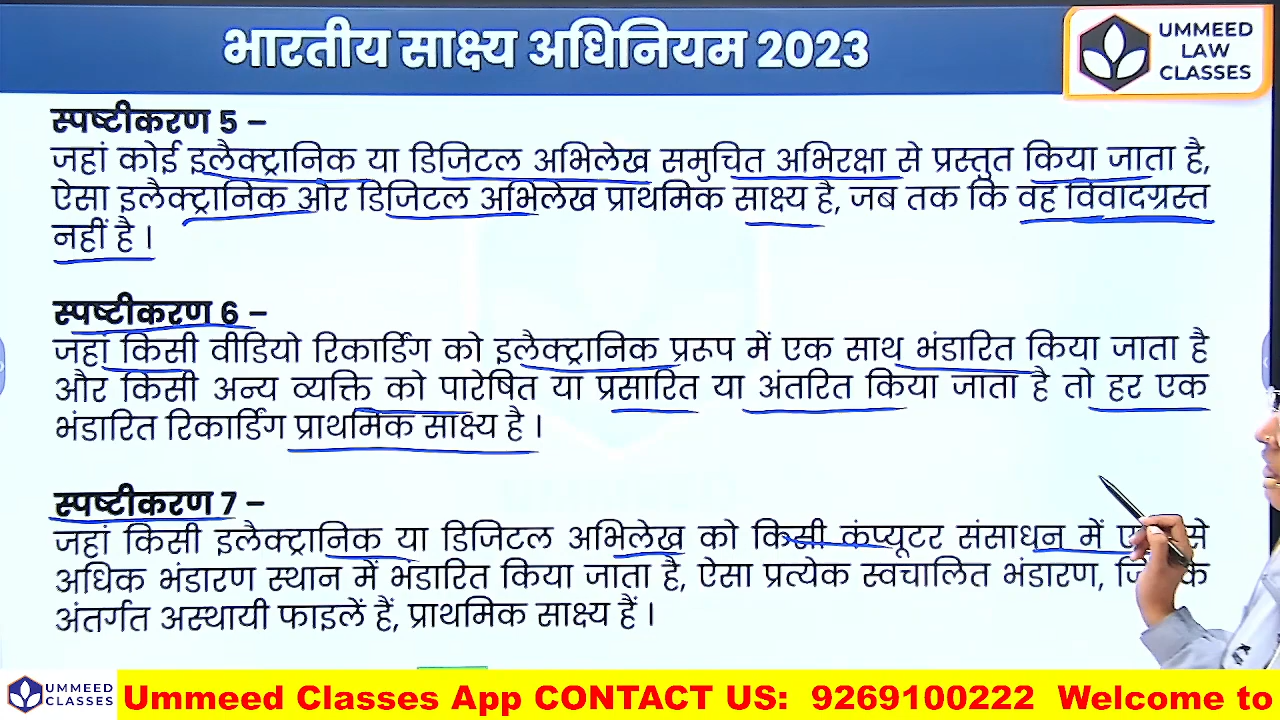 भारतीय साक्ष्य अधिनियम 2023
UMMEED
LAW
CLASSES
स्पष्टीकरण 5 –
जहां कोई इलैक्ट्रानिक या डिजिटल अभिलेख समुचित अभिरक्षा से प्रस्तुत किया जाता है,
ऐसा इलैक्ट्रानिक और डिजिटल अभिलेख प्राथमिक साक्ष्य है, जब तक कि वह विवादग्रस्त
नहीं है ।
स्पष्टीकरण 6 –
जहां किसी वीडियो रिकार्डिंग को इलैक्ट्रानिक प्ररूप में एक साथ भंडारित किया जाता है
और किसी अन्य व्यक्ति को पारेषित या प्रसारित या अंतरित किया जाता है तो हर एक
भंडारित रिकार्डिंग प्राथमिक साक्ष्य है ।
स्पष्टीकरण 7 –
जहां किसी इलैक्ट्रानिक या डिजिटल अभिलेख को किसी कंप्यूटर संसाधन में से
अधिक भंडारण स्थान में भंडारित किया जाता है, ऐसा प्रत्येक स्वचालित भंडारण,
अंतर्गत अस्थायी फाइलें हैं, प्राथमिक साक्ष्य हैं ।
UMMEED
CLASSES
Ummeed Classes App CONTACT US: 9269100222 Welcome to